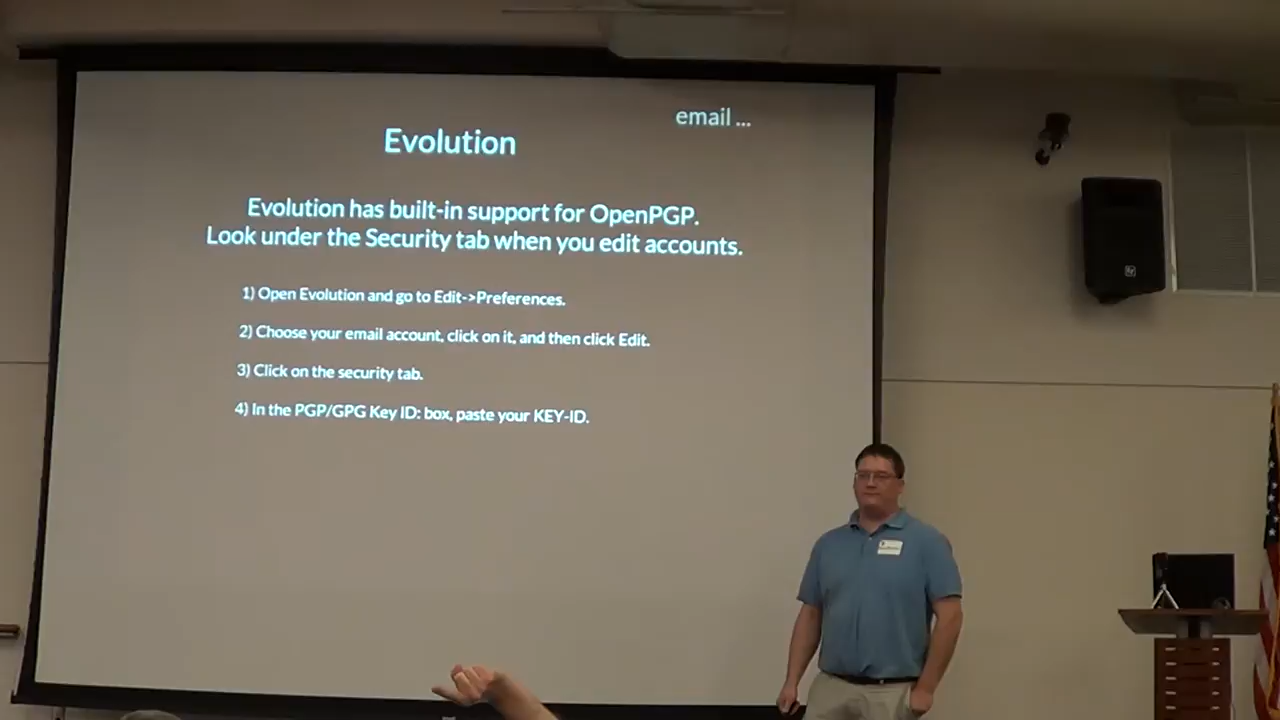 email ...
Evolution
Evolution has built-in support for OpenPGP.
Look under the Security tab when you edit accounts.
1) Open Evolution and go to Edit->Preferences.
2) Choose your email account, click on it, and then click Edit.
3) Click on the security tab.
4) In the PGP/GPG Key ID: box, paste your KEY-ID.